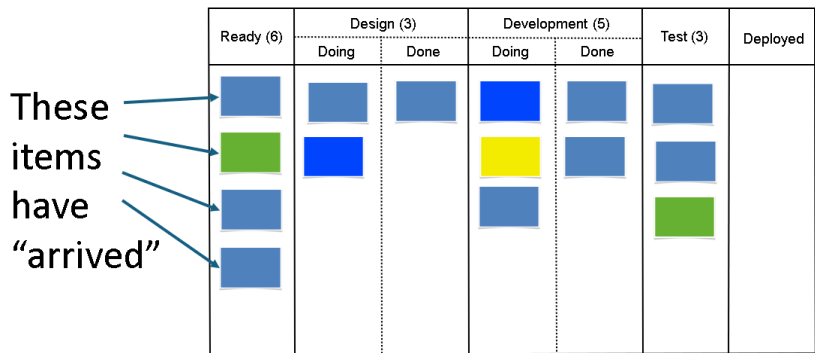 These
items
have
“arrived”
Ready (6)
Design (3)
Doing
Done
Development (5)
Doing
Done
Test (3)
Deployed